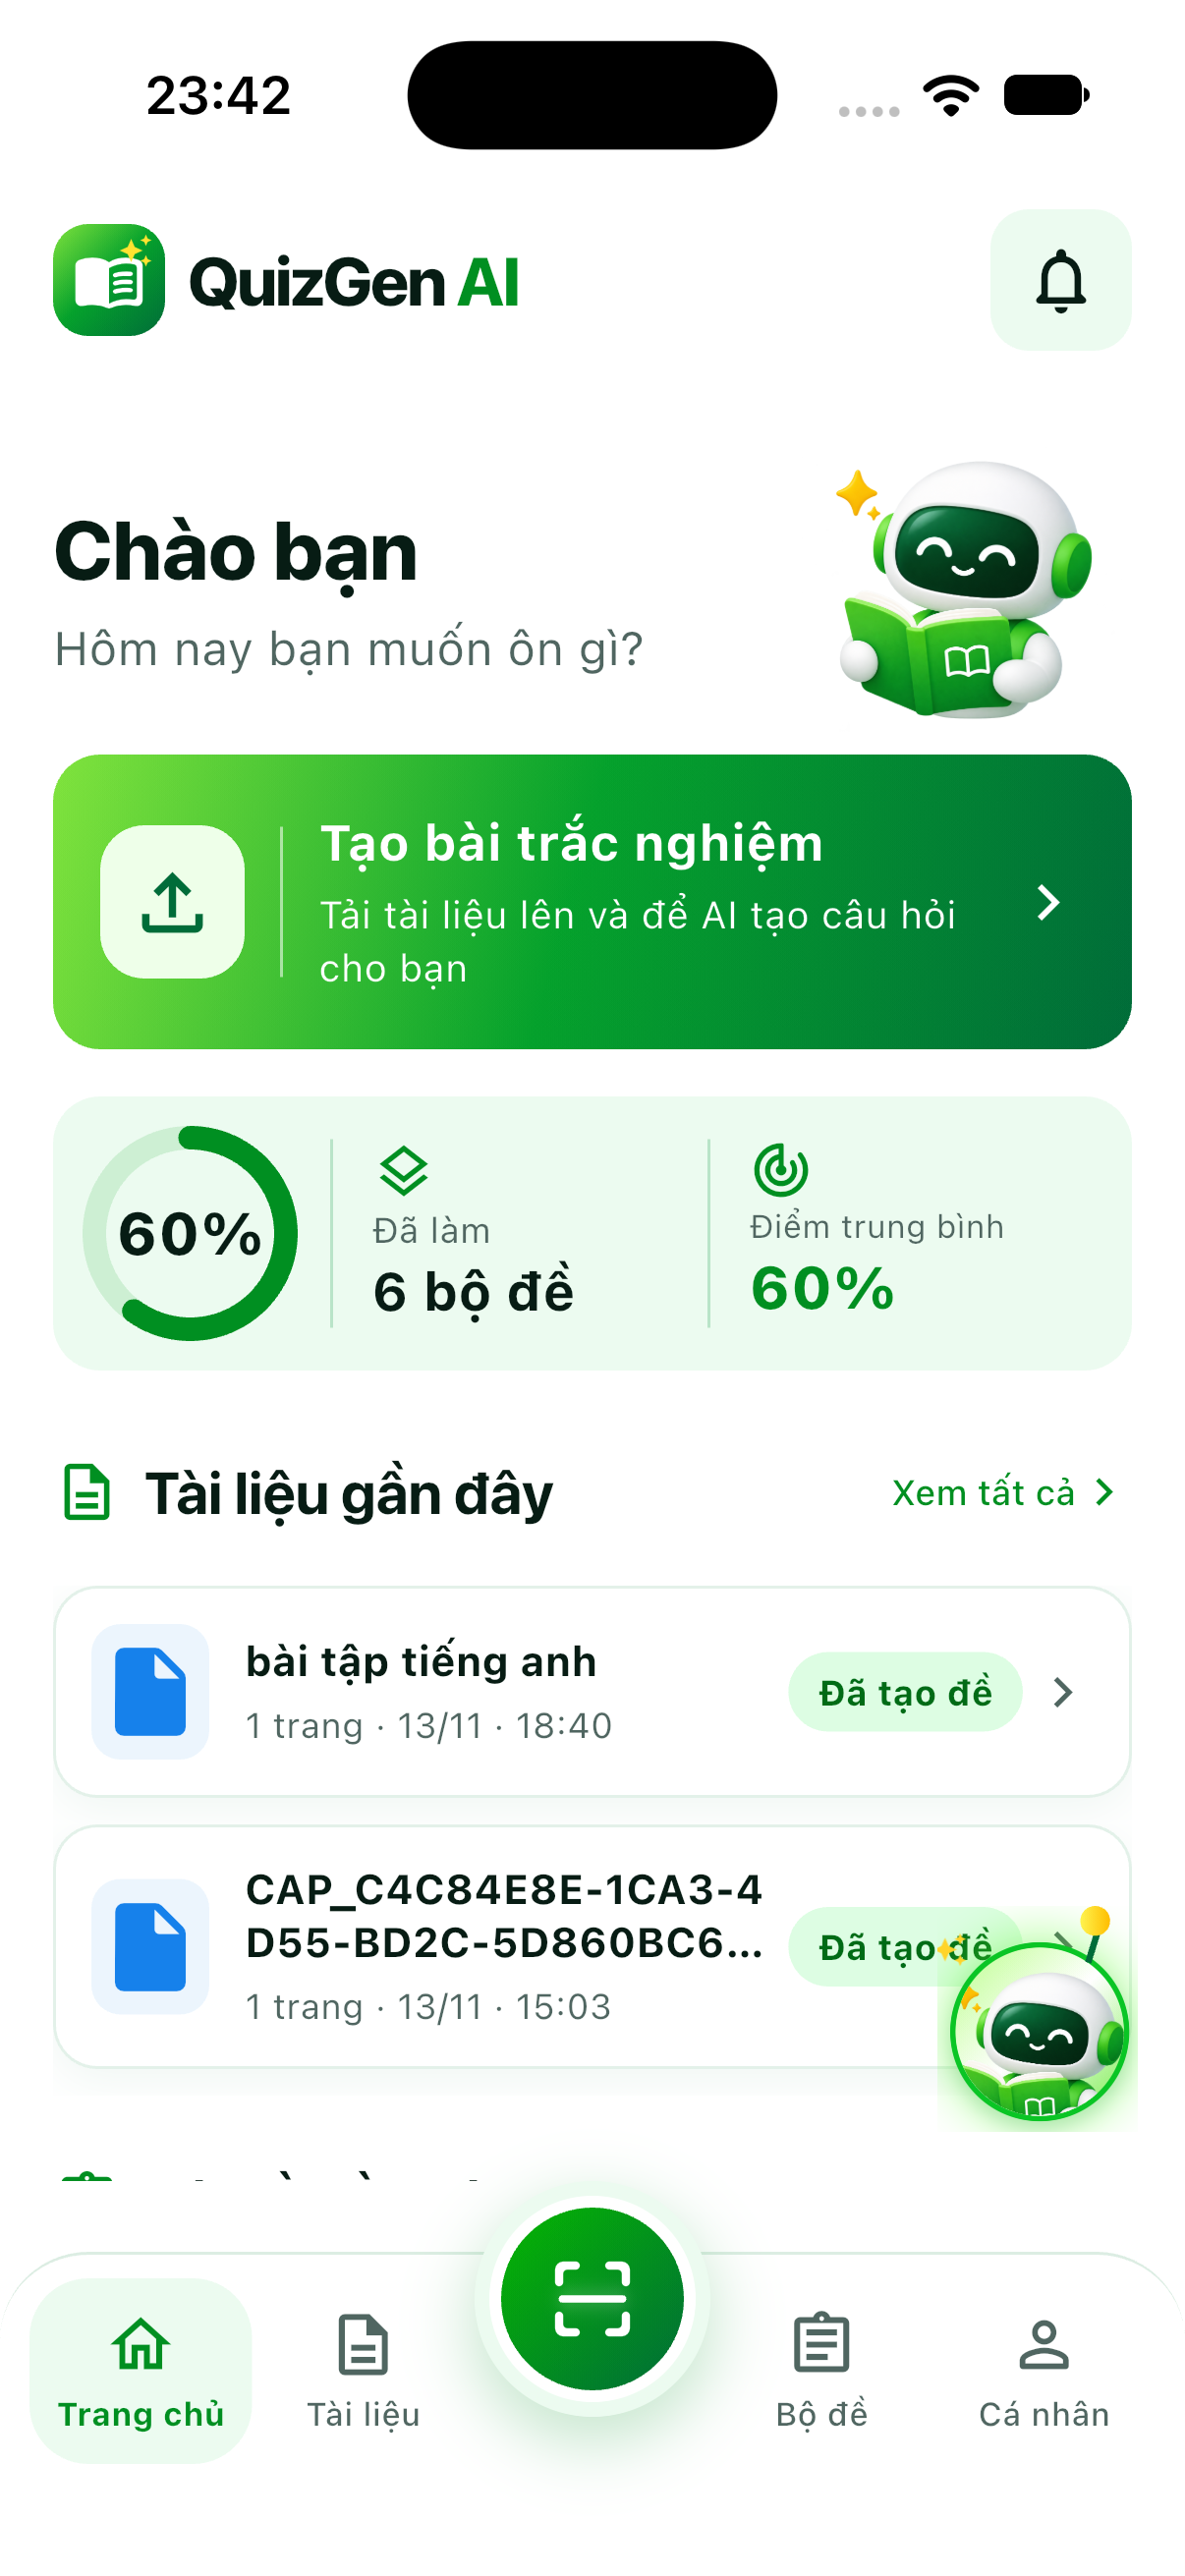 23:42
QuizGen AI
Chào bạn
Hôm nay bạn muốn ôn gì?
Tạo bài trắc nghiệm
Tải tài liệu lên và để AI tạo câu hỏi
cho bạn
60%
Đã làm
6 bộ đề
Điểm trung bình
60%
Tài liệu gần đây
Xem tất cả
bài tập tiếng anh
1 trang · 13/11 · 18:40
Đã tạo đề
CAP_C4C84E8E-1CA3-4
D55-BD2C-5D860BC6...
1 trang · 13/11 · 15:03
Đã tạo đề
Trang chủ
Tài liệu
Bộ đề
Cá nhân